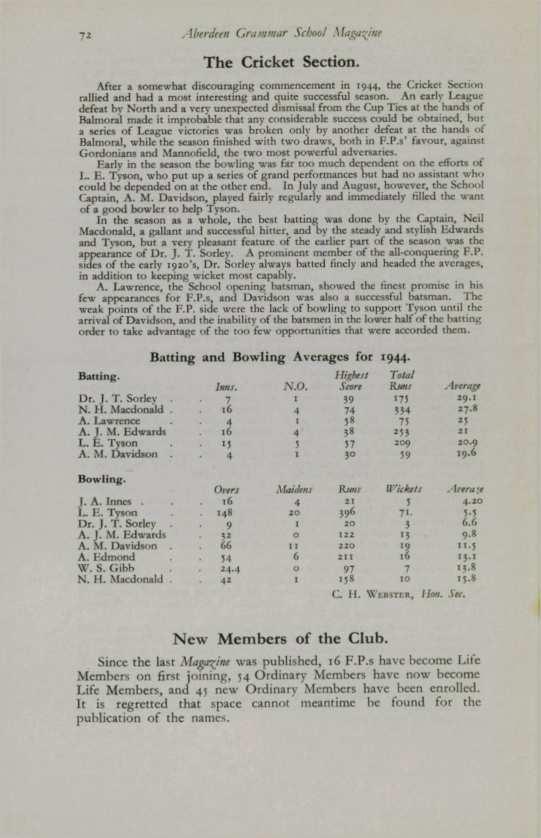 72 Aberdeen Grammar School Magazine
The Cricket Section.
After a somewhat discouraging commencement in 1944, the Cricket Section
rallied and had a most interesting and quite successful season. An early League
defeat by North and a very unexpected dismissal from the Cup Ties at the hands of
Balmoral made it improbable that any considerable success could be obtained, but
a series of League victories was broken only by another defeat at the hands of
Balmoral, while the season finished with two draws, both in F.P.s' favour, against
Gordonians and Mannofield, the two most powerful adversaries.
Early in the season the bowling was far too much dependent on the efforts of
L. E. Tyson, who put up a series of grand performances but had no assistant who
could be depended on at the other end. In July and August, however, the School
Captain, A. M. Davidson, played fairly regularly and immediately filled the want
of a good bowler to help Tyson.
In the season as a whole, the best batting was done by the Captain, Neil
Macdonald, a gallant and successful hitter, and by the steady and stylish Edwards
and Tyson, but a very pleasant feature of the earlier part of the season was the
appearance of Dr. J. T. Sorley. A prominent member of the all-conquering F.P.
sides of the early 1920's, Dr. Sorley always batted finely and headed the averages,
in addition to keeping wicket most capably.
A. Lawrence, the School opening batsman, showed the finest promise in his
few appearances for F.P.s, and Davidson was also a successful batsman. The
weak points of the F.P. side were the lack of bowling to support Tyson until the
arrival of Davidson, and the inability of the batsmen in the lower half of the batting
order to take advantage of the too few opportunities that were accorded them.
Batting and Bowling Averages for 1944.
Batting. Highest Total
Inns. N.O. Score Runs Average
Dr. J. T. Sorley . . 7 1 39 175 29.1
N. H. Macdonald . . 16 4 74 334 27.8
A. Lawrence . . 4 1 58 75 25
A. J. M. Edwards . 16 4 38 253 21
L. E. Tyson . . 15 5 57 209 20.9
A. M. Davidson . . 4 1 30 59 19.6
Bowling.
Overs Maidens Runs Wickets Average
J. A. Innes . . . 16 4 21 5 4.20
L. E. Tyson . . 148 20 396 71 5.5
Dr. J. T. Sorley . . 9 1 20 3 6.6
A. J. M. Edwards . 32 0 122 13 9.8
A. M. Davidson . . 66 11 220 19 11.5
A. Edmond . . 54 6 211 16 13.1
W. S. Gibb . . 24.4 0 97 7 13.8
N. H. Macdonald . . 42 1 158 10 15.8
C. H. Webster, Hon. Sec.
New Members of the Club.
Since the last Magazine was published, 16 F.P.s have become Life
Members on first joining, 54 Ordinary Members have now become
Life Members, and 45 new Ordinary Members have been enrolled.
It is regretted that space cannot meantime be found for the
publication of the names.